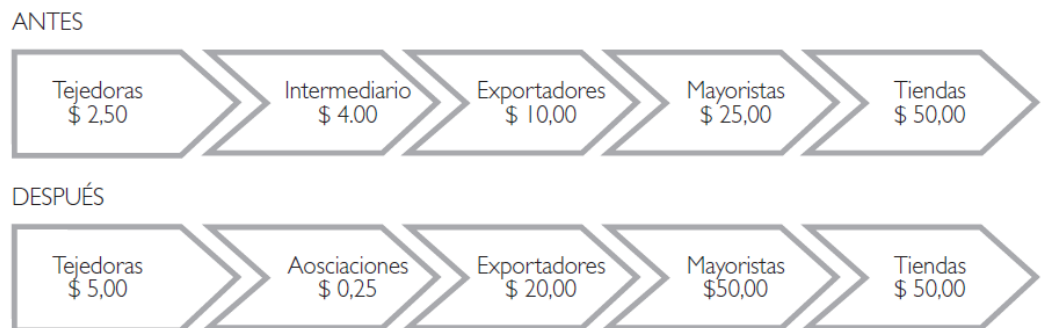 ANTES
Tejedoras
$ 2,50
Intermediario
$ 4.00
Exportadores
$ 10,00
Mayoristas
$ 25,00
Tiendas
$ 50,00
DESPUÉS
Tejedoras
$ 5,00
Aosciaciones
$ 0,25
Exportadores
$ 20,00
Mayoristas
$50,00
Tiendas
$ 50,00